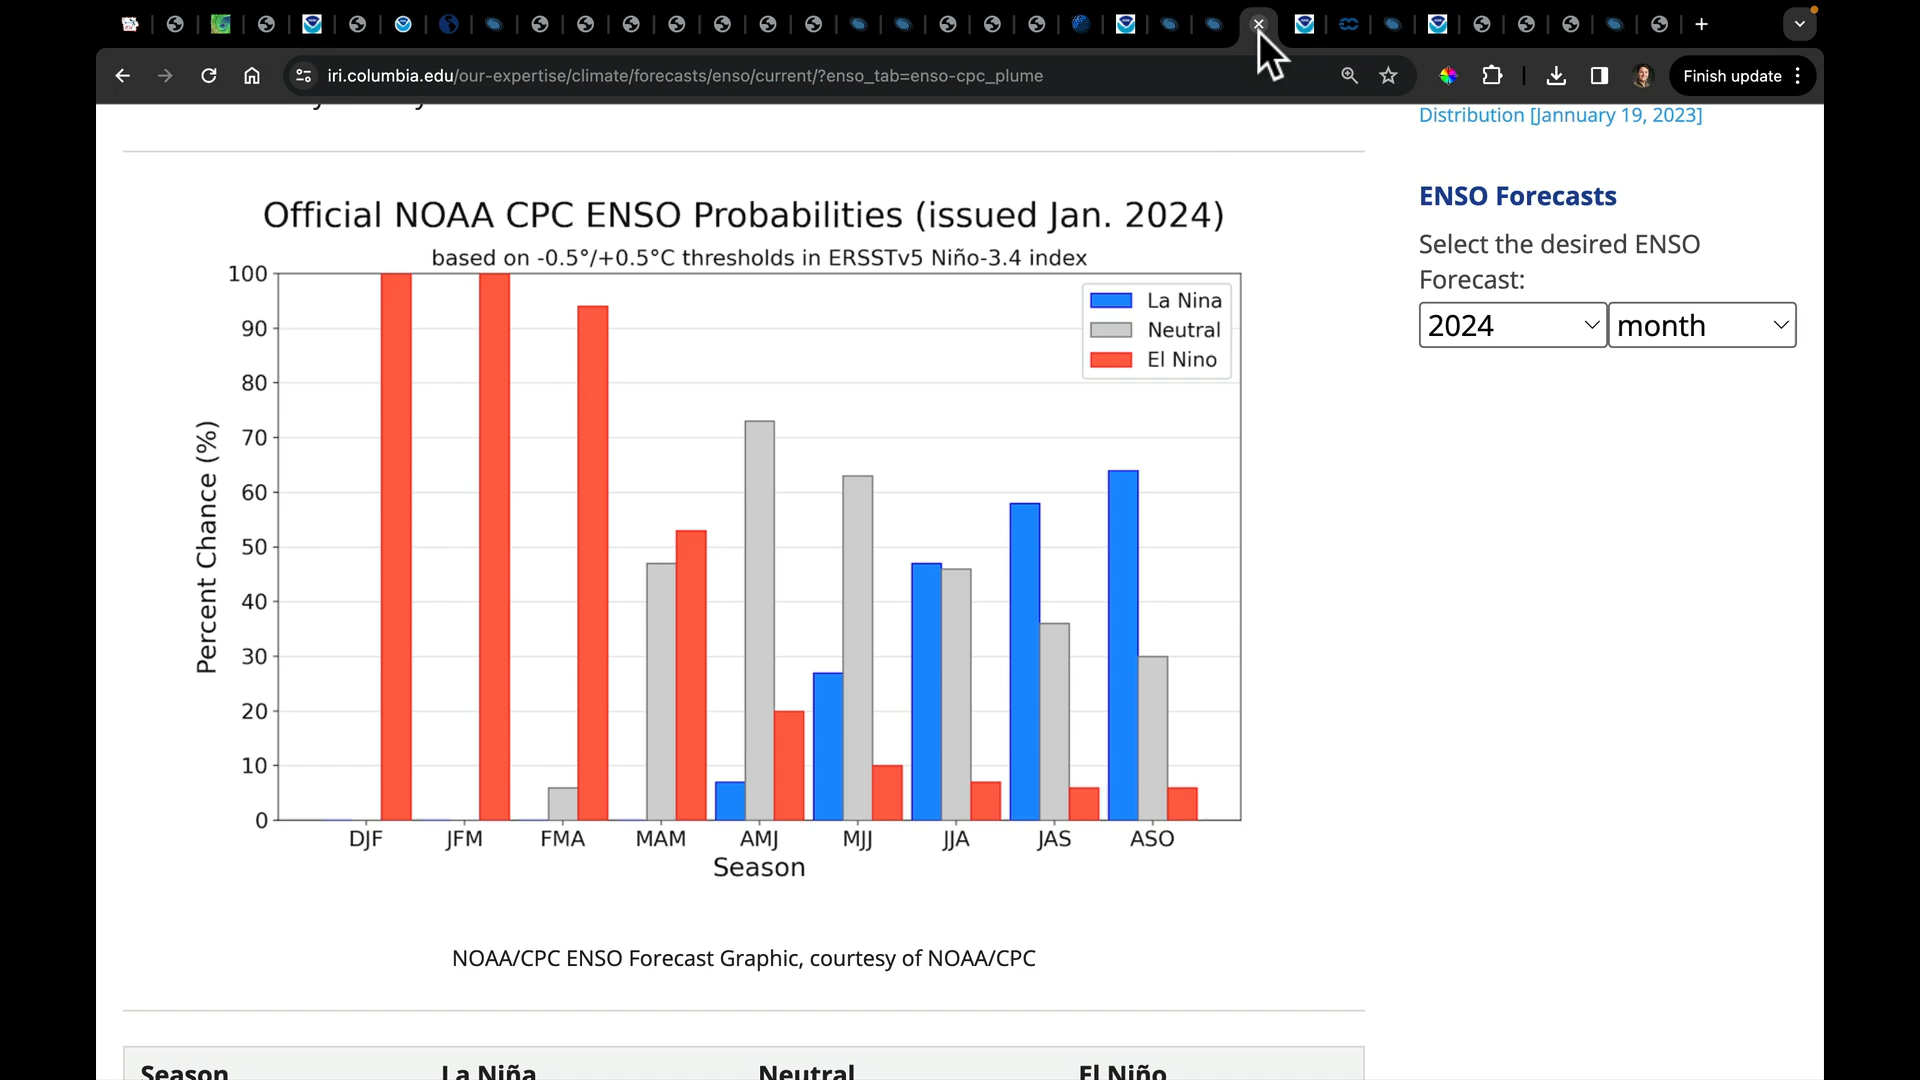 iri.columbia.edu/our-expertise/climate/forecasts/enso/current/?enso_tab=enso-cpc_plume
Finish update
Distribution [Jannuary 19, 2023]
ENSO Forecasts
Select the desired ENSO
Forecast:
2024
month
Official NOAA CPC ENSO Probabilities (issued Jan. 2024)
based on -0.5°/+0.5°C thresholds in ERSSTv5 Niño-3.4 index
La Nina
Neutral
El Nino
Percent Chance (%)
100
90
80
70
60
50
40
30
20
10
0
DJF JFM FMA MAM AMJ MJJ JJA JAS ASO
Season
NOAA/CPC ENSO Forecast Graphic, courtesy of NOAA/CPC
Season La Niña Neutral El Niño